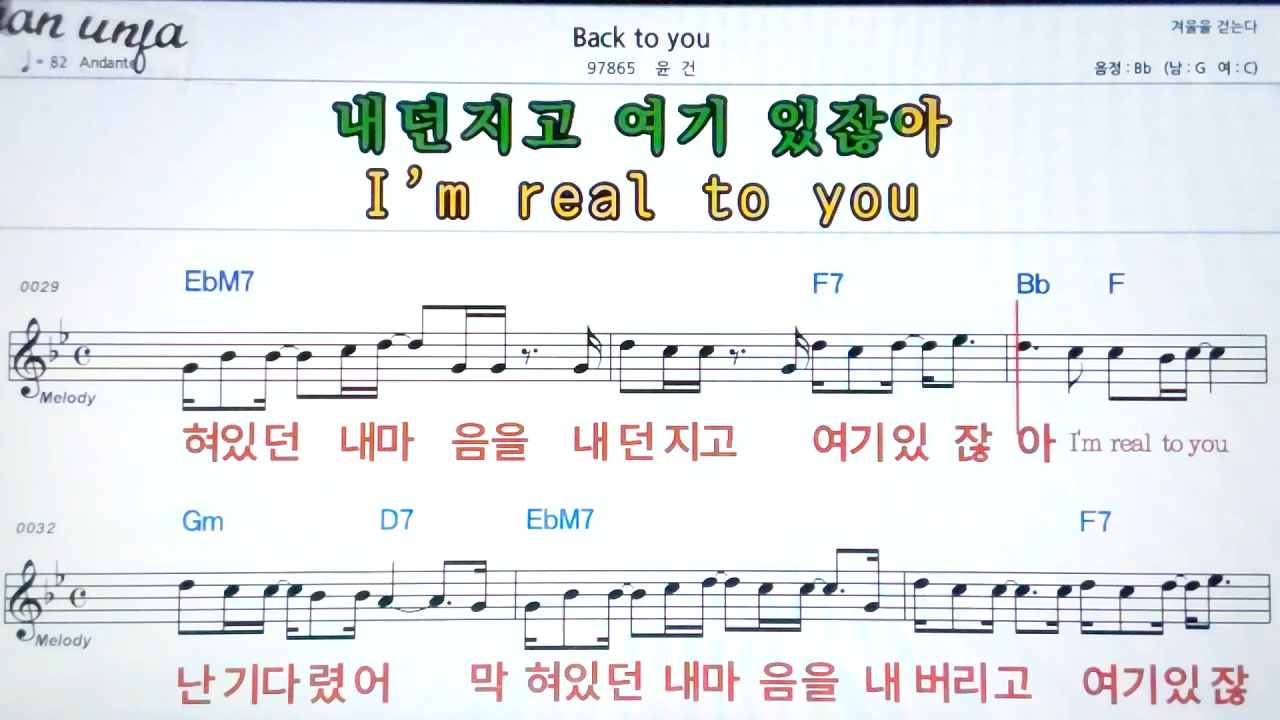 Back to you
겨울을 걷는다
♩= 82 Andante
97865 윤 건
음정 : Bb (남 : G 여 : C)
내던지고 여기 있잖아
I'm real to you
0029 EbM7 F7 Bb F
Melody
혀있던 내마 음을 내던지고 여기있 잖 아 I'm real to you
0032 Gm D7 EbM7 F7
Melody
난기다렸어 막 혀있던 내마 음을 내버리고 여기있잖